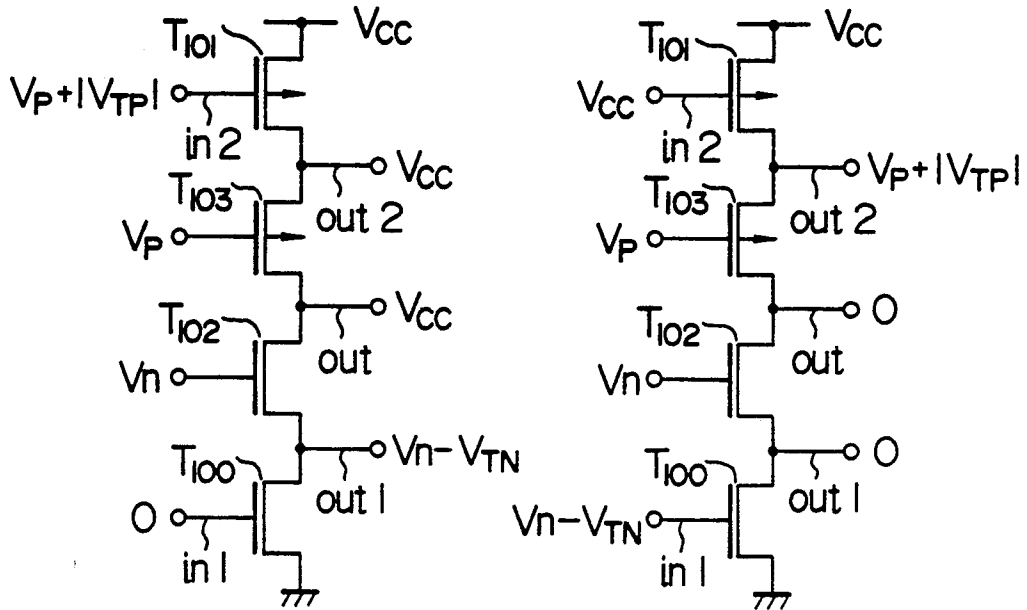 VCC
T101
VP+|VTP|
in 2
VCC
T103
out 2
VP
VCC
T102
out
Vn
Vn-VTN
T100
out 1
0
in 1
VCC
T101
VCC
in 2
VP+|VTP|
T103
out 2
VP
0
T102
out
Vn
0
T100
out 1
Vn-VTN
in 1